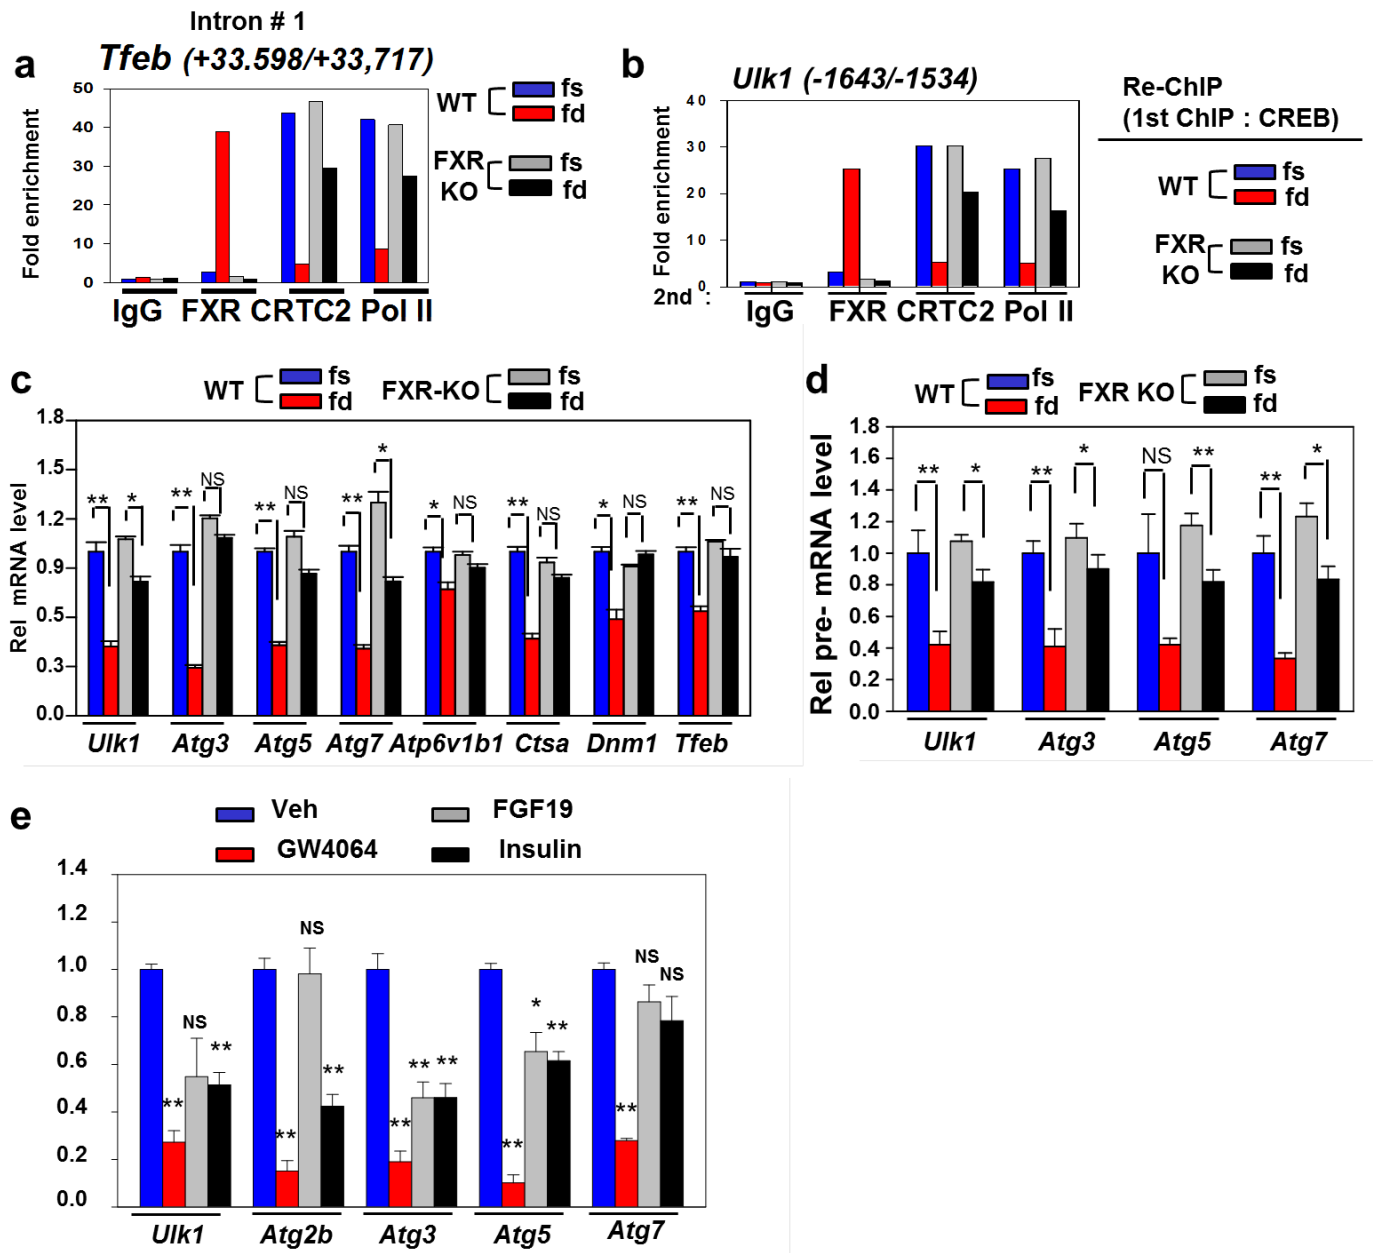 a
Intron # 1
Tfeb (+33.598/+33,717)
Fold enrichment
50
40
30
20
10
0
IgG FXR CRTC2 Pol II
WT
fs
fd
FXR
KO
fs
fd
b
Ulk1 (-1643/-1534)
Fold enrichment
40
30
20
10
0
2nd :
IgG FXR CRTC2 Pol II
Re-ChIP
(1st ChIP : CREB)
WT
fs
fd
FXR
KO
fs
fd
c
WT
fs
fd
FXR-KO
fs
fd
Rel mRNA level
1.8
1.5
1.2
0.9
0.5
0.3
0.0
** * ** NS ** NS ** * * NS ** NS * NS ** NS
Ulk1 Atg3 Atg5 Atg7 Atp6v1b1 Ctsa Dnm1 Tfeb
d
WT
fs
fd
FXR KO
fs
fd
Rel pre- mRNA level
1.8
1.6
1.4
1.2
1.0
0.8
0.6
0.4
0.2
0.0
** * ** * NS ** ** *
Ulk1 Atg3 Atg5 Atg7
e
Veh
FGF19
GW4064
Insulin
1.4
1.2
1.0
0.8
0.6
0.4
0.2
0.0
** NS ** ** NS ** ** ** ** ** * ** ** NS NS
Ulk1 Atg2b Atg3 Atg5 Atg7